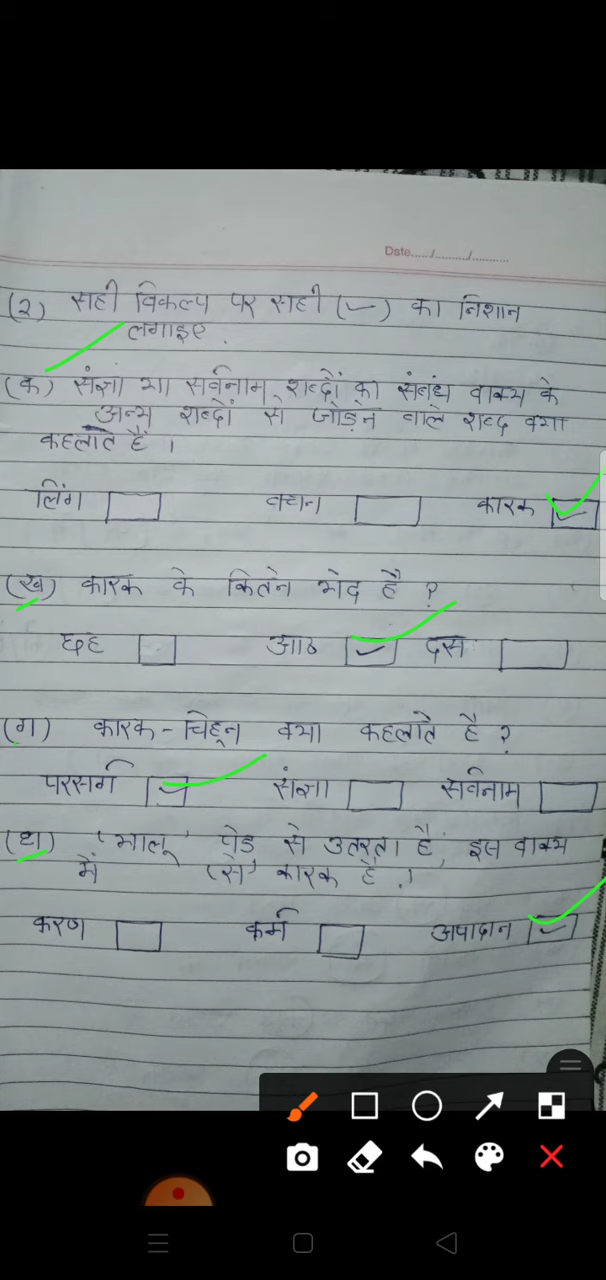 Date....../........../..........
(२) सही विकल्प पर सही (✓) का निशान
लगाइए .
(क) संज्ञा या सर्वनाम शब्दों का संबंध वाक्य के
अन्य शब्दों से जोड़ने वाले शब्द क्या
कहलाते है ।
लिंग वचन कारक ✓
(ख) कारक के कितने भेद है ?
छह आठ ✓ दस
(ग) कारक - चिह्न क्या कहलाते है ?
परसर्ग ✓ संज्ञा सर्वनाम
(घ) 'भालू' पेड़ से उतरता है, इस वाक्य
में 'से' कारक है .।
करण कर्म अपादान ✓